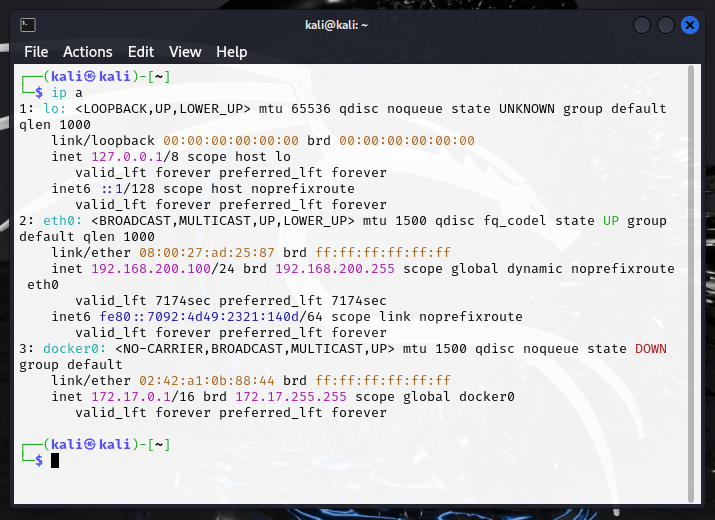 kali@kali: ~
File Actions Edit View Help
┌──(kali㉿kali)-[~]
└─$ ip a
1: lo: <LOOPBACK,UP,LOWER_UP> mtu 65536 qdisc noqueue state UNKNOWN group default
qlen 1000
    link/loopback 00:00:00:00:00:00 brd 00:00:00:00:00:00
    inet 127.0.0.1/8 scope host lo
       valid_lft forever preferred_lft forever
    inet6 ::1/128 scope host noprefixroute
       valid_lft forever preferred_lft forever
2: eth0: <BROADCAST,MULTICAST,UP,LOWER_UP> mtu 1500 qdisc fq_codel state UP group
default qlen 1000
    link/ether 08:00:27:ad:25:87 brd ff:ff:ff:ff:ff:ff
    inet 192.168.200.100/24 brd 192.168.200.255 scope global dynamic noprefixroute
 eth0
       valid_lft 7174sec preferred_lft 7174sec
    inet6 fe80::7092:4d49:2321:140d/64 scope link noprefixroute
       valid_lft forever preferred_lft forever
3: docker0: <NO-CARRIER,BROADCAST,MULTICAST,UP> mtu 1500 qdisc noqueue state DOWN
group default
    link/ether 02:42:a1:0b:88:44 brd ff:ff:ff:ff:ff:ff
    inet 172.17.0.1/16 brd 172.17.255.255 scope global docker0
       valid_lft forever preferred_lft forever
┌──(kali㉿kali)-[~]
└─$